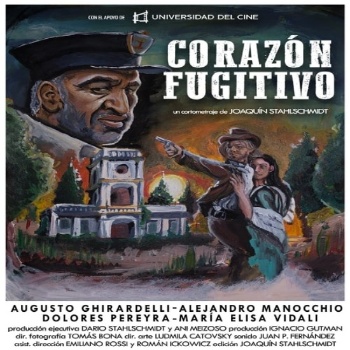 CON EL APOYO DE UNIVERSIDAD DEL CINE
CORAZÓN
FUGITIVO
un cortometraje de JOAQUÍN STAHLSCHMIDT
AUGUSTO GHIRARDELLI-ALEJANDRO MANOCCHIO
DOLORES PEREYRA-MARÍA ELISA VIDALI
producción ejecutiva DARIO STAHLSCHMIDT Y ANI MEIZOSO producción IGNACIO GUTMAN
dir. fotografía TOMÁS BONA dir. arte LUDMILA CATOVSKY sonido JUAN P. FERNÁNDEZ
asist. dirección EMILIANO ROSSI Y ROMÁN ICKOWICZ edición JOAQUÍN STAHLSCHMIDT